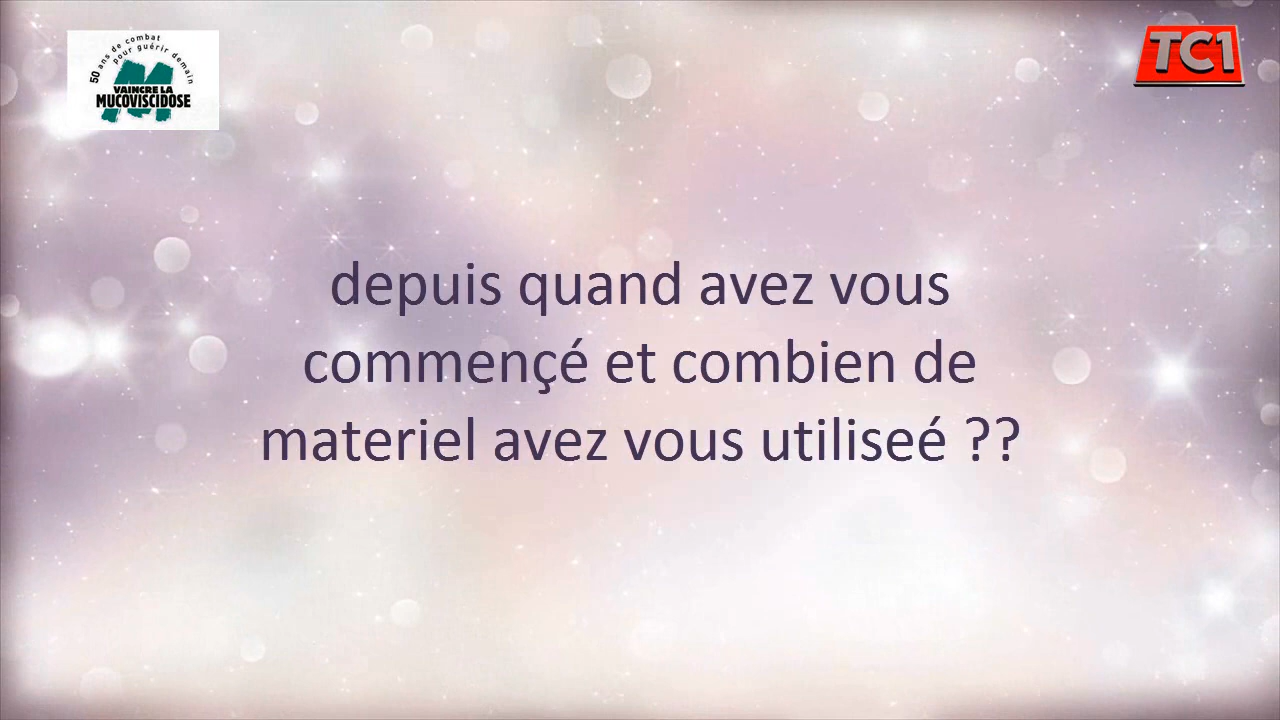 50 ans de combat
pour guérir demain
VAINCRE LA
MUCOVISCIDOSE
TC1
depuis quand avez vous
commençé et combien de
materiel avez vous utiliseé ??